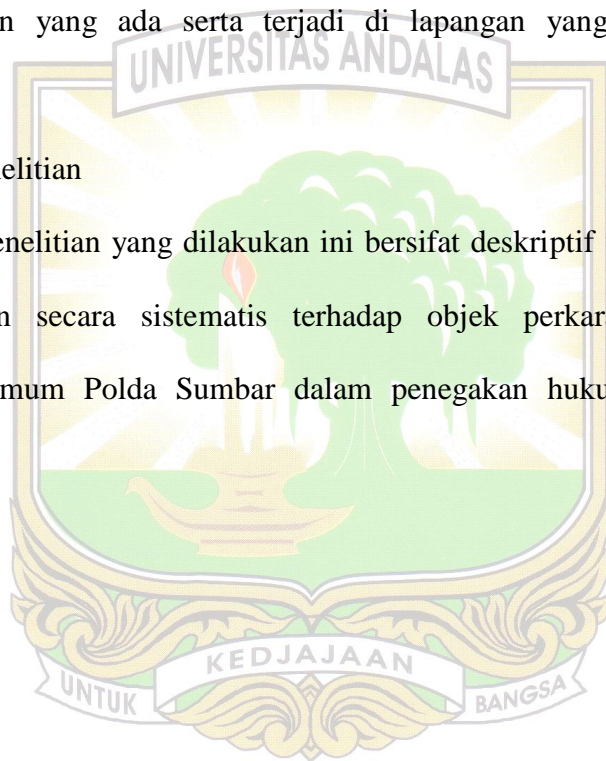 n yang ada serta terjadi di lapangan yang
UNIVERSITAS ANDALAS
elitian
enelitian yang dilakukan ini bersifat deskriptif
n secara sistematis terhadap objek perkar
mum Polda Sumbar dalam penegakan huku
KEDJAJAAN
UNTUK BANGSA